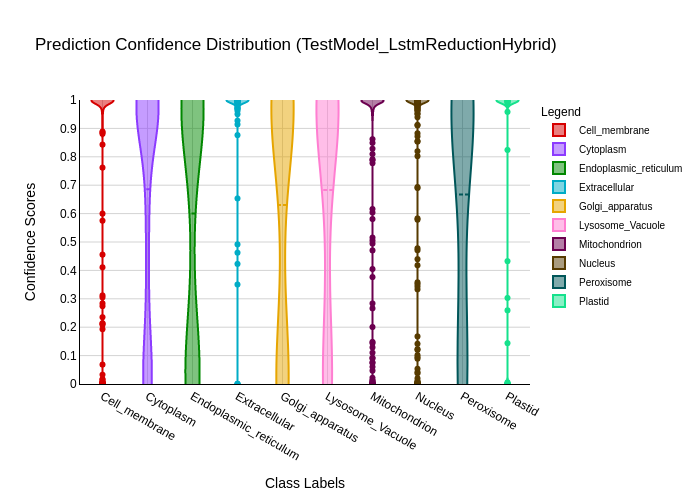 Prediction Confidence Distribution (TestModel_LstmReductionHybrid)
Confidence Scores
1
0.9
0.8
0.7
0.6
0.5
0.4
0.3
0.2
0.1
0
Cell_membrane
Cytoplasm
Endoplasmic_reticulum
Extracellular
Golgi_apparatus
Lysosome_Vacuole
Mitochondrion
Nucleus
Peroxisome
Plastid
Class Labels
Legend
Cell_membrane
Cytoplasm
Endoplasmic_reticulum
Extracellular
Golgi_apparatus
Lysosome_Vacuole
Mitochondrion
Nucleus
Peroxisome
Plastid